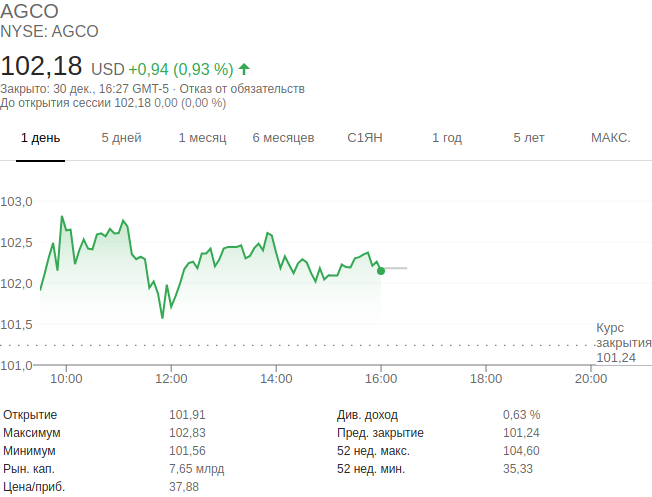 AGCO
NYSE: AGCO
102,18 USD +0,94 (0,93 %)
Закрыто: 30 дек., 16:27 GMT-5 · Отказ от обязательств
До открытия сессии 102,18 0,00 (0,00 %)
1 день 5 дней 1 месяц 6 месяцев С1ЯН 1 год 5 лет МАКС.
103,0
102,5
102,0
101,5
101,0
Курс
закрытия
101,24
10:00 12:00 14:00 16:00 18:00 20:00
Открытие 101,91 Див. доход 0,63 %
Максимум 102,83 Пред. закрытие 101,24
Минимум 101,56 52 нед. макс. 104,60
Рын. кап. 7,65 млрд 52 нед. мин. 35,33
Цена/приб. 37,88